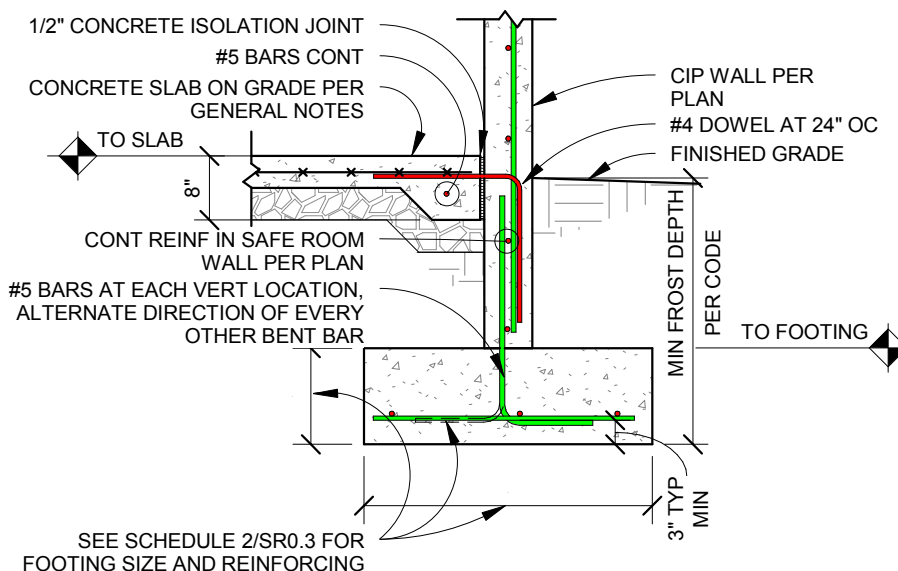 1/2" CONCRETE ISOLATION JOINT
#5 BARS CONT
CONCRETE SLAB ON GRADE PER
GENERAL NOTES
TO SLAB
8"
CONT REINF IN SAFE ROOM
WALL PER PLAN
#5 BARS AT EACH VERT LOCATION,
ALTERNATE DIRECTION OF EVERY
OTHER BENT BAR
SEE SCHEDULE 2/SR0.3 FOR
FOOTING SIZE AND REINFORCING
CIP WALL PER
PLAN
#4 DOWEL AT 24" OC
FINISHED GRADE
MIN FROST DEPTH
PER CODE
TO FOOTING
3" TYP
MIN